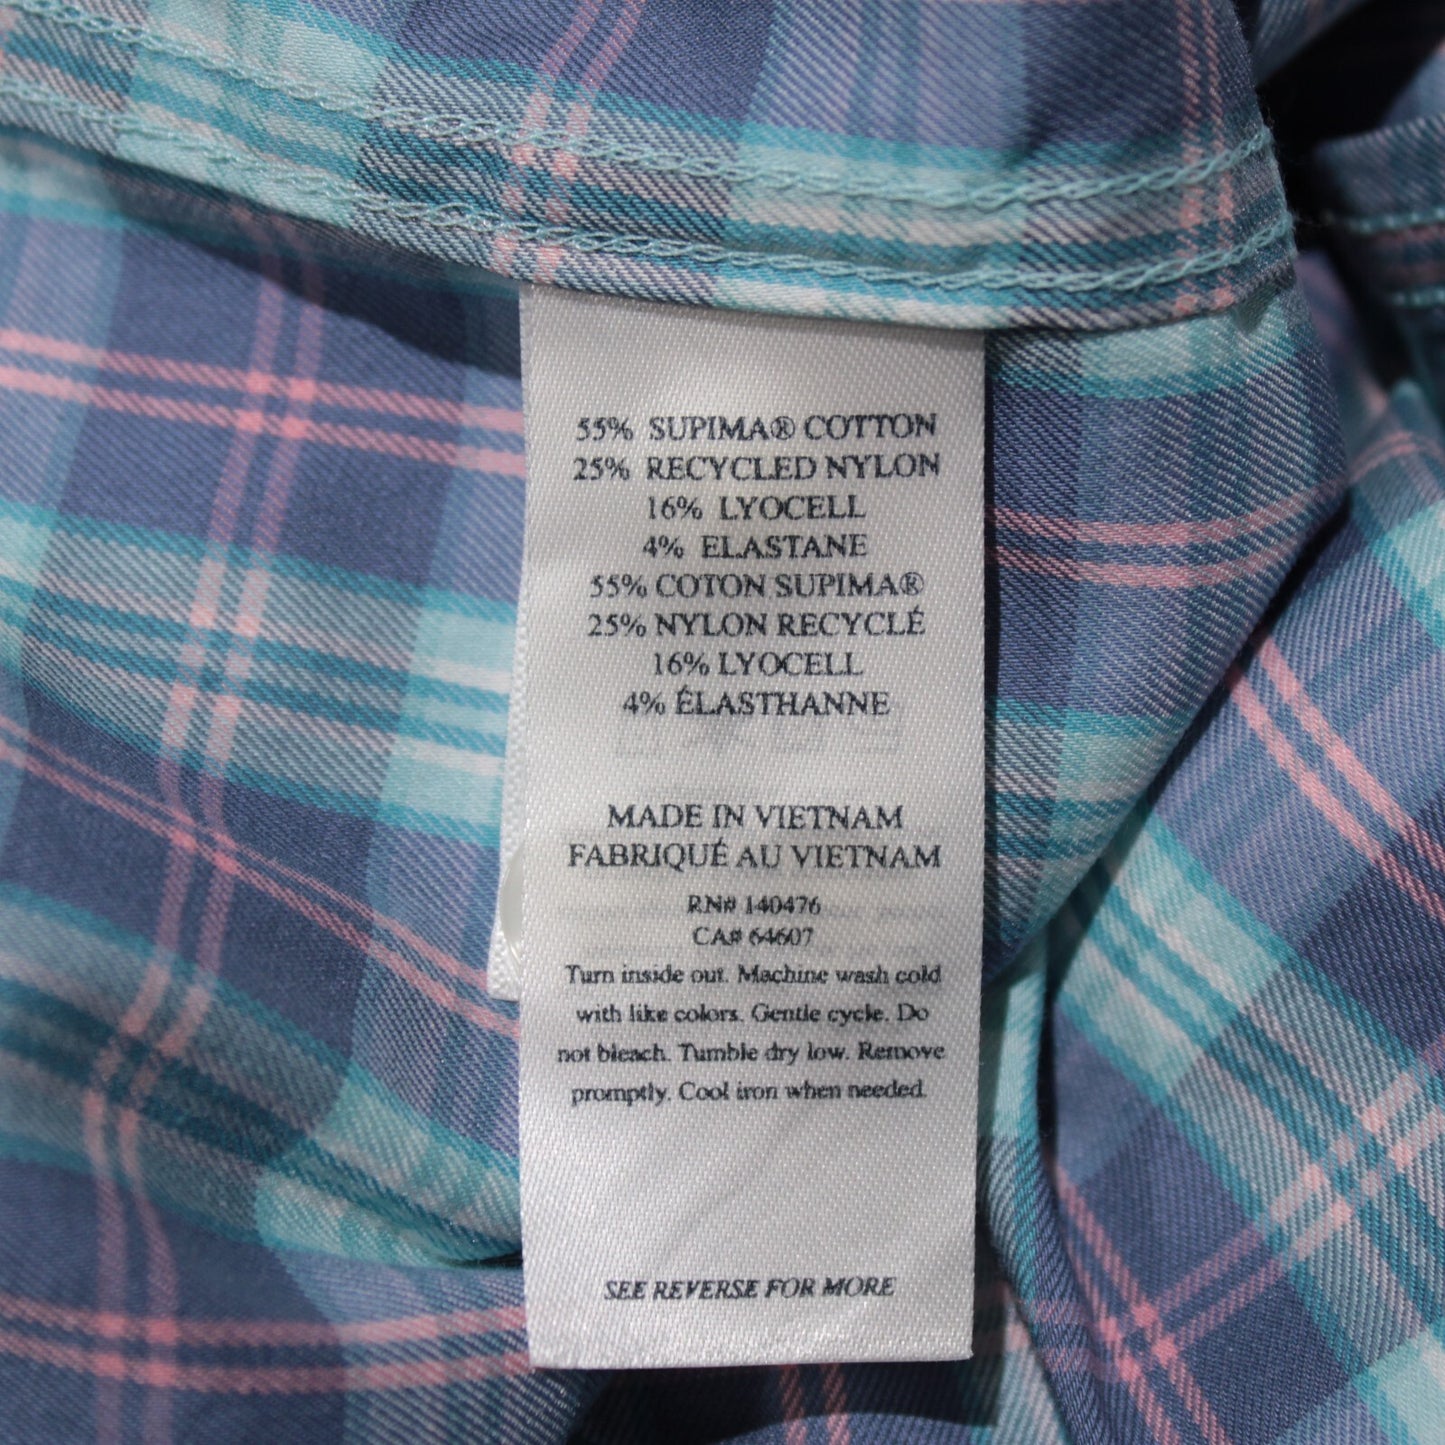 55% SUPIMA® COTTON
25% RECYCLED NYLON
16% LYOCELL
4% ELASTANE
55% COTON SUPIMA®
25% NYLON RECYCLÉ
16% LYOCELL
4% ÉLASTHANNE
MADE IN VIETNAM
FABRIQUÉ AU VIETNAM
RN# 140476
CA# 64607
Turn inside out. Machine wash cold
with like colors. Gentle cycle. Do
not bleach. Tumble dry low. Remove
promptly. Cool iron when needed.
SEE REVERSE FOR MORE